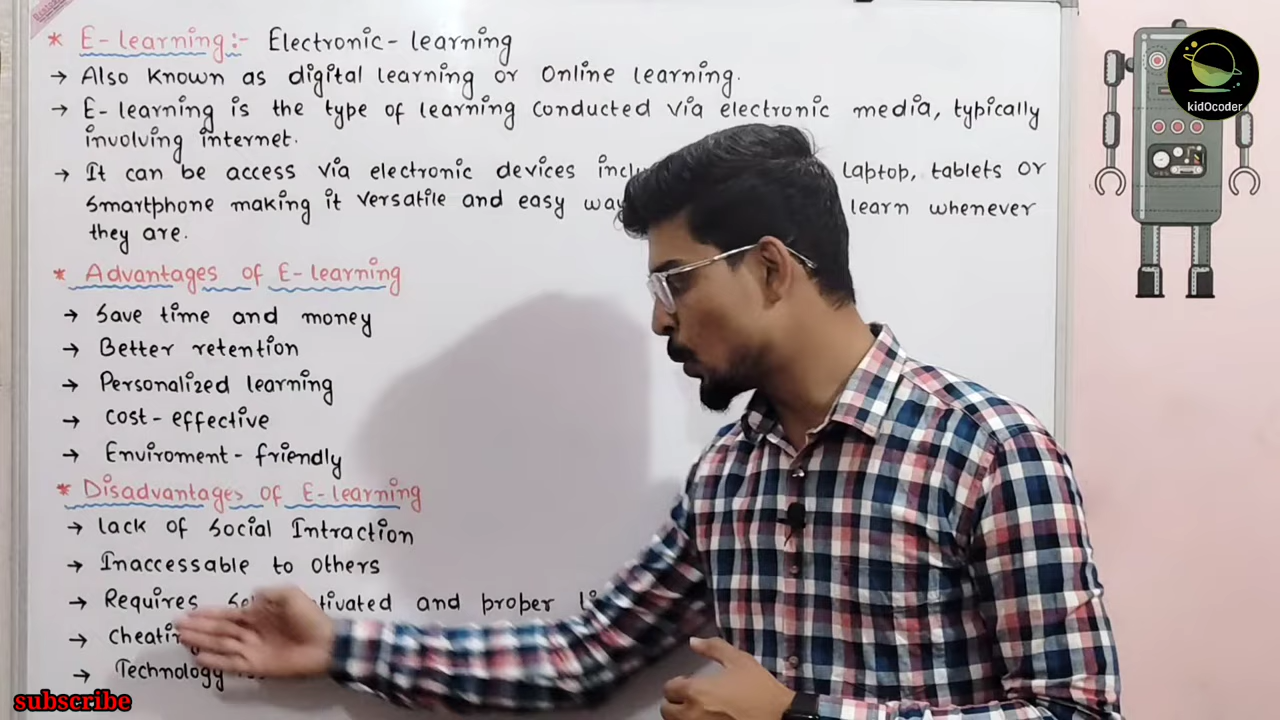 * E-learning:- Electronic-learning
→ Also known as digital learning or Online learning.
→ E-learning is the type of learning conducted via electronic media, typically
involving internet.
→ It can be access via electronic devices laptop, tablets or
smartphone making it versatile and easy way learn whenever
they are.
* Advantages of E-learning
→ Save time and money
→ Better retention
→ Personalized learning
→ Cost-effective
→ Enviroment-friendly
* Disadvantages of E-learning
→ Lack of Social Intraction
→ Inaccessable to Others
→ Requires and proper
→
→ Technology
kidOcoder
subscribe